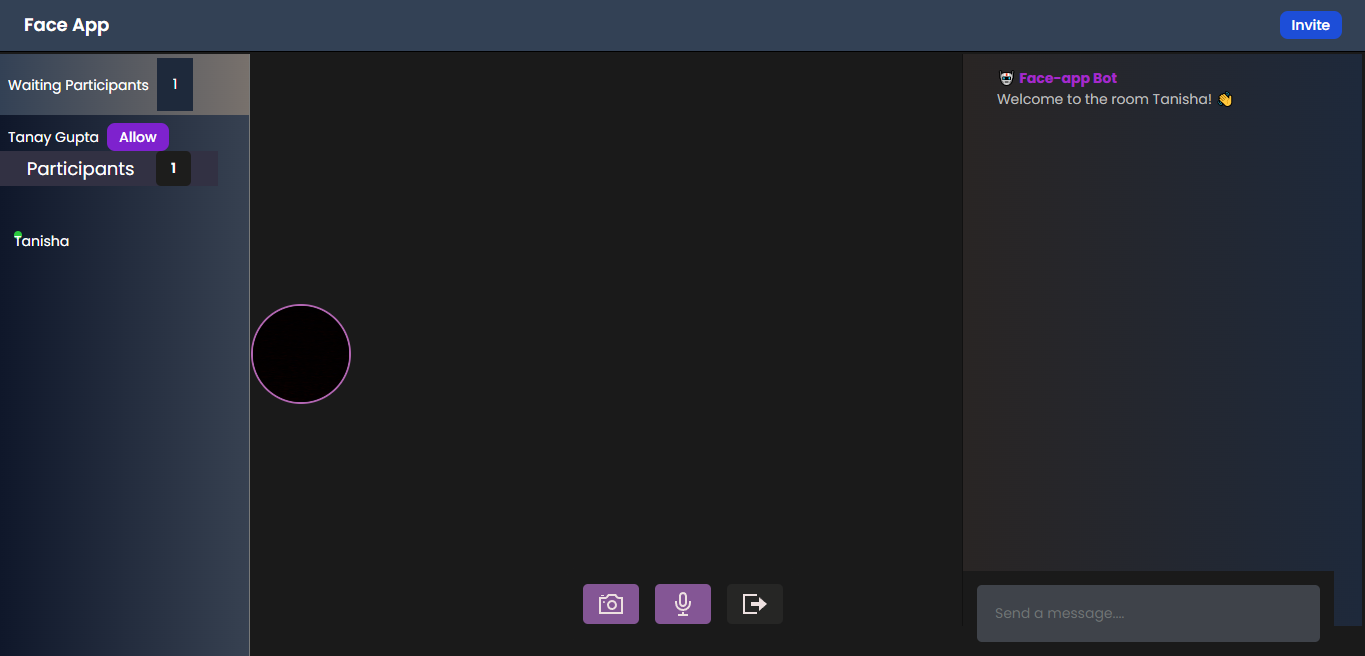 Face App
Invite
Waiting Participants 1
Tanay Gupta Allow
Participants 1
Tanisha
🤖 Face-app Bot
Welcome to the room Tanisha! 👋
Send a message....